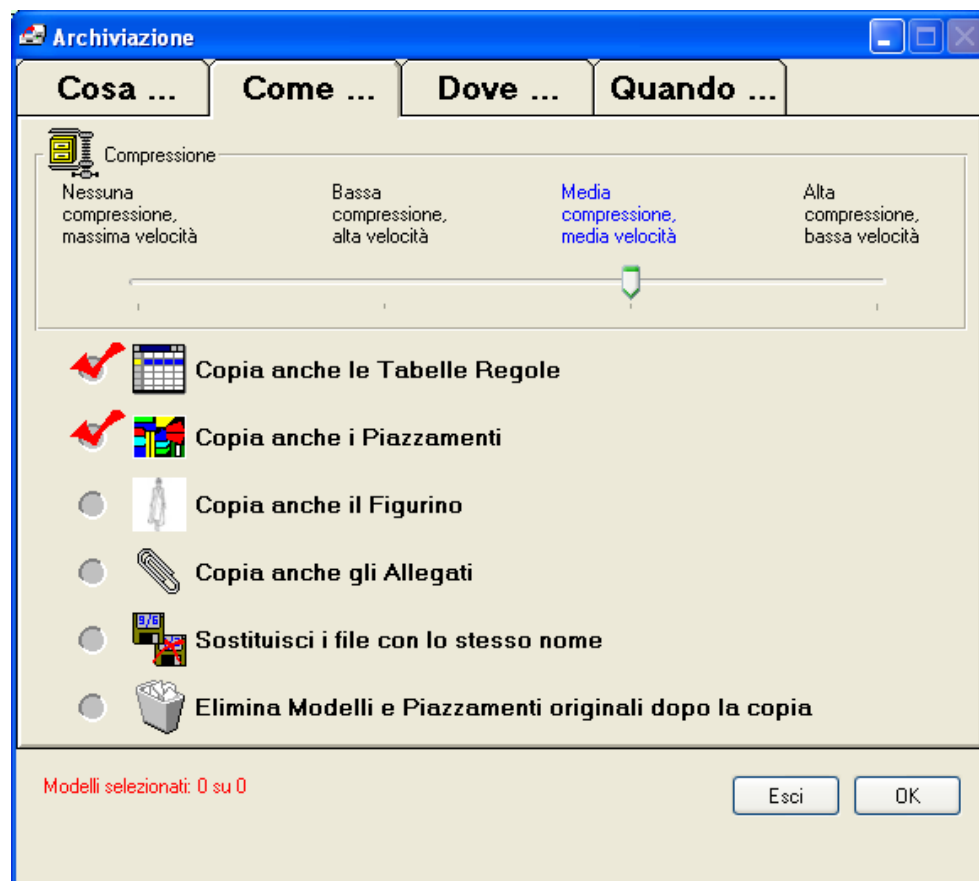 Archiviazione
Cosa ...
Come ...
Dove ...
Quando ...
Compressione
Nessuna
compressione,
massima velocità
Bassa
compressione,
alta velocità
Media
compressione,
media velocità
Alta
compressione,
bassa velocità
Copia anche le Tabelle Regole
Copia anche i Piazzamenti
Copia anche il Figurino
Copia anche gli Allegati
9/6
Sostituisci i file con lo stesso nome
Elimina Modelli e Piazzamenti originali dopo la copia
Modelli selezionati: 0 su 0
Esci
OK